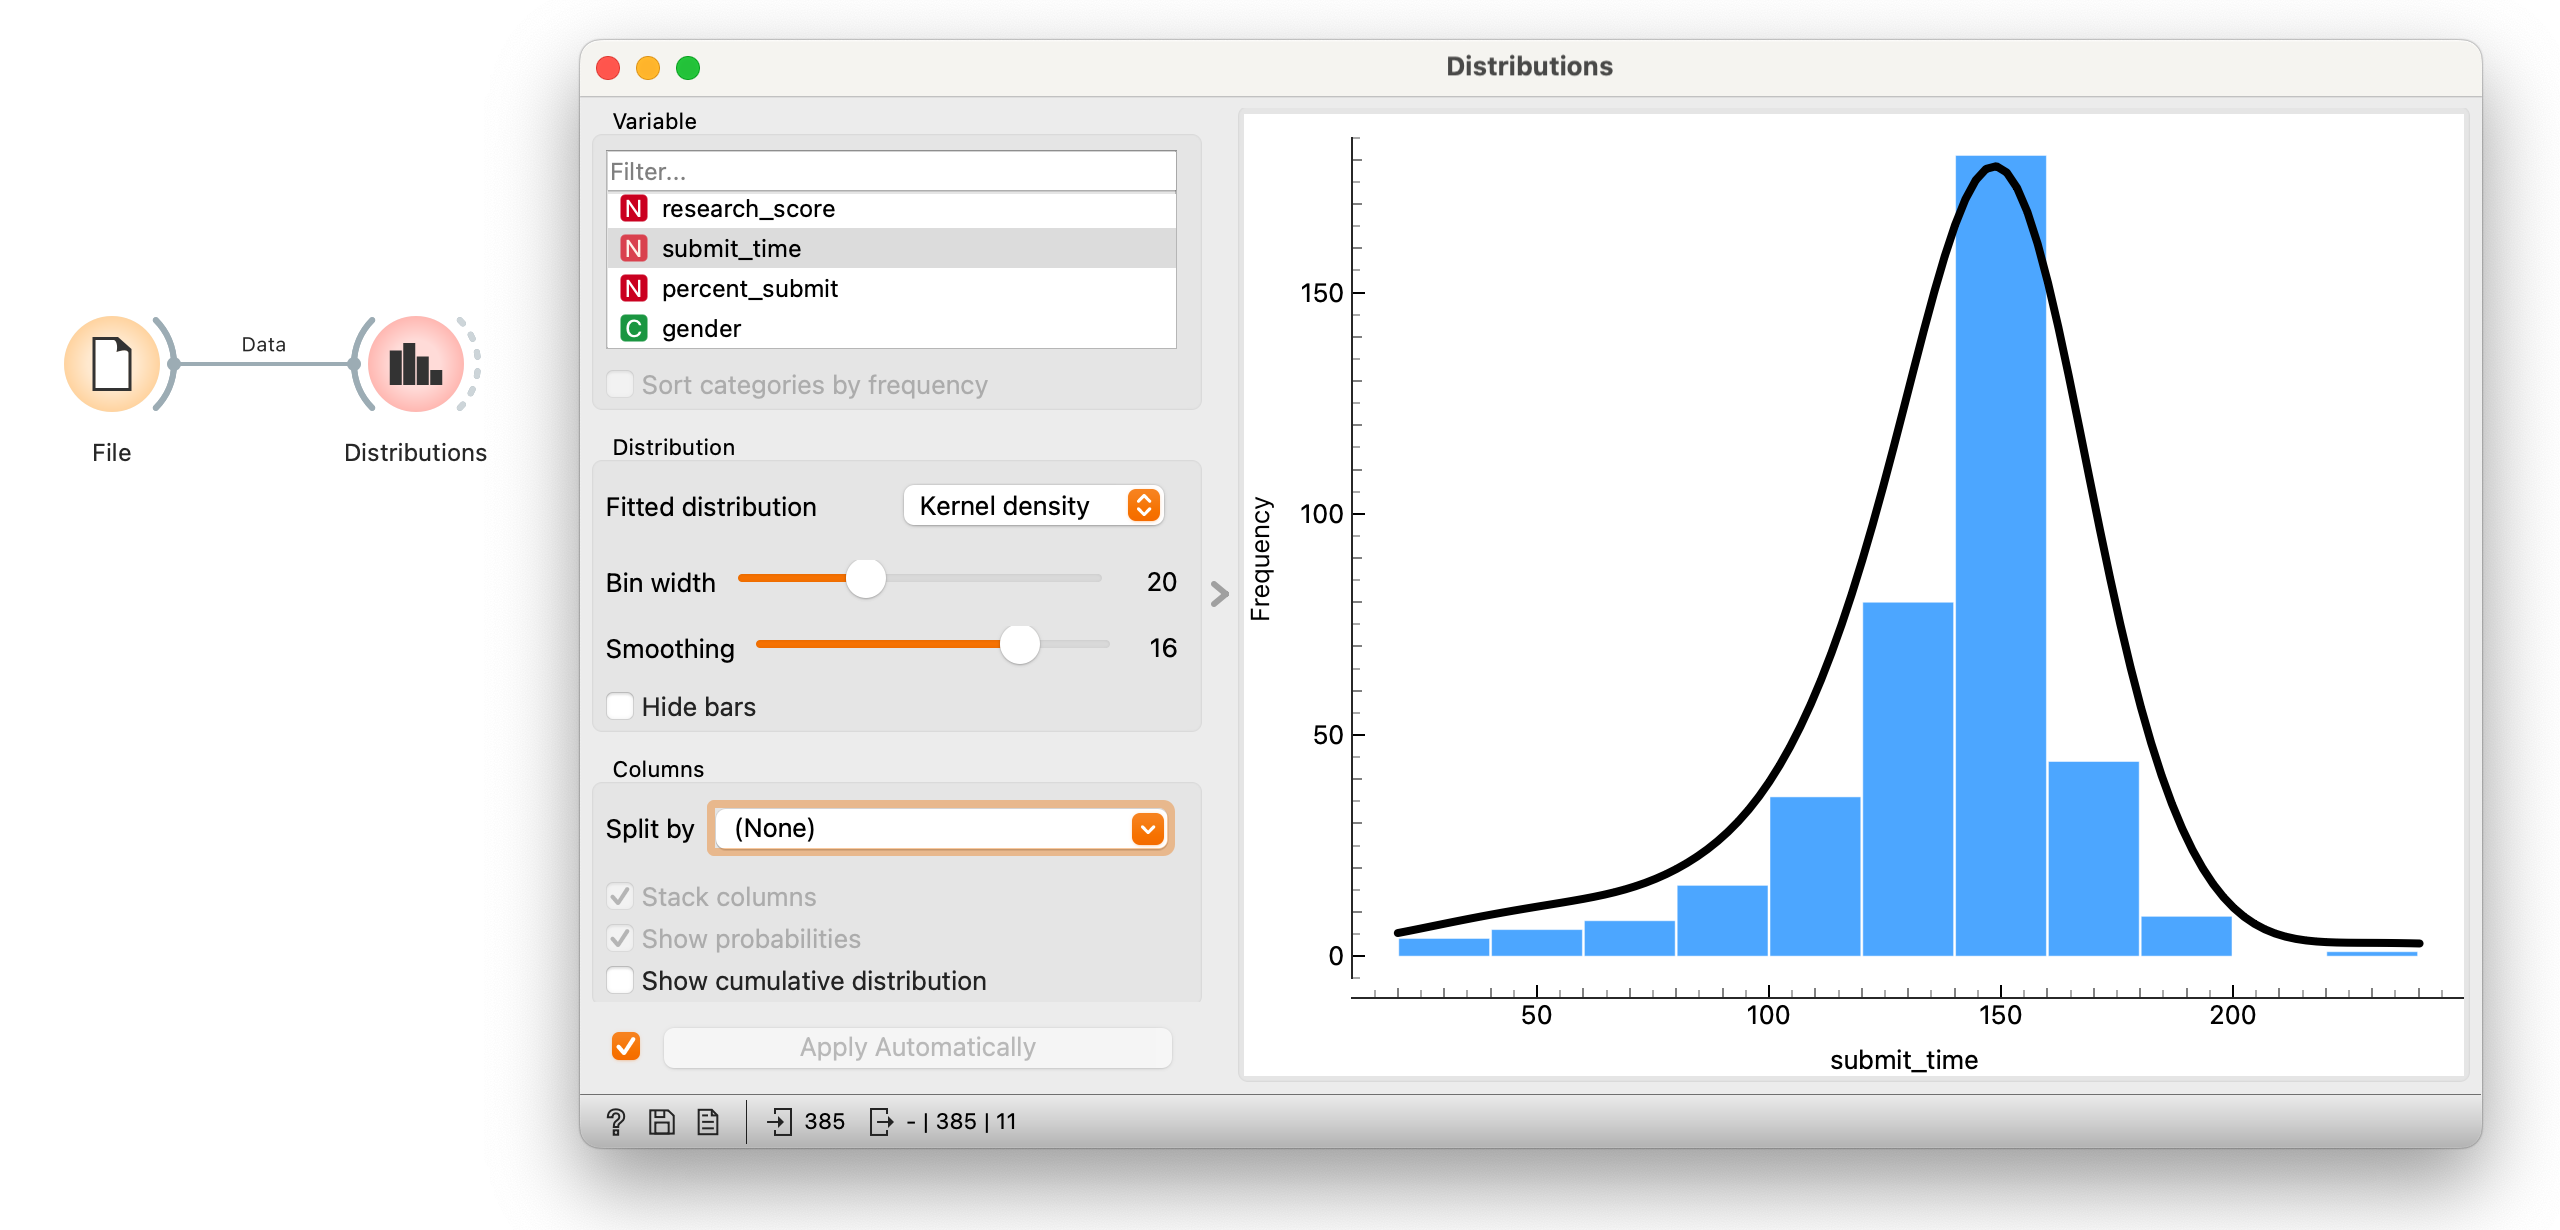 Distributions
Variable
Filter...
N research_score
N submit_time
N percent_submit
C gender
Sort categories by frequency
Data
File
Distributions
Distribution
Fitted distribution Kernel density
Bin width 20
Smoothing 16
Hide bars
Columns
Split by (None)
Stack columns
Show probabilities
Show cumulative distribution
Apply Automatically
? 385 - | 385 | 11
Frequency
150
100
50
0
50 100 150 200
submit_time